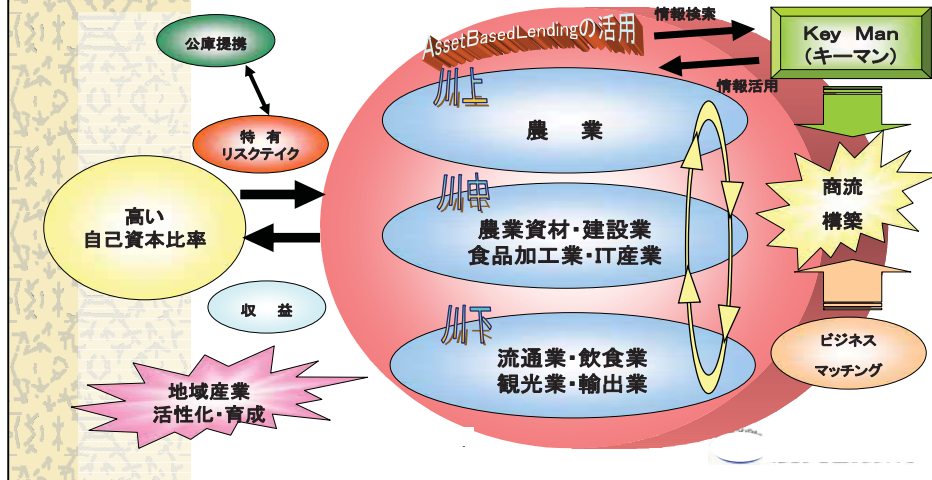 公庫提携
特有
リスクテイク
高い
自己資本比率
収益
地域産業
活性化・育成
AssetBasedLendingの活用
川上
農業
川中
農業資材・建設業
食品加工業・IT産業
川下
流通業・飲食業
観光業・輸出業
情報検索
情報活用
Key Man
(キーマン)
商流
構築
ビジネス
マッチング